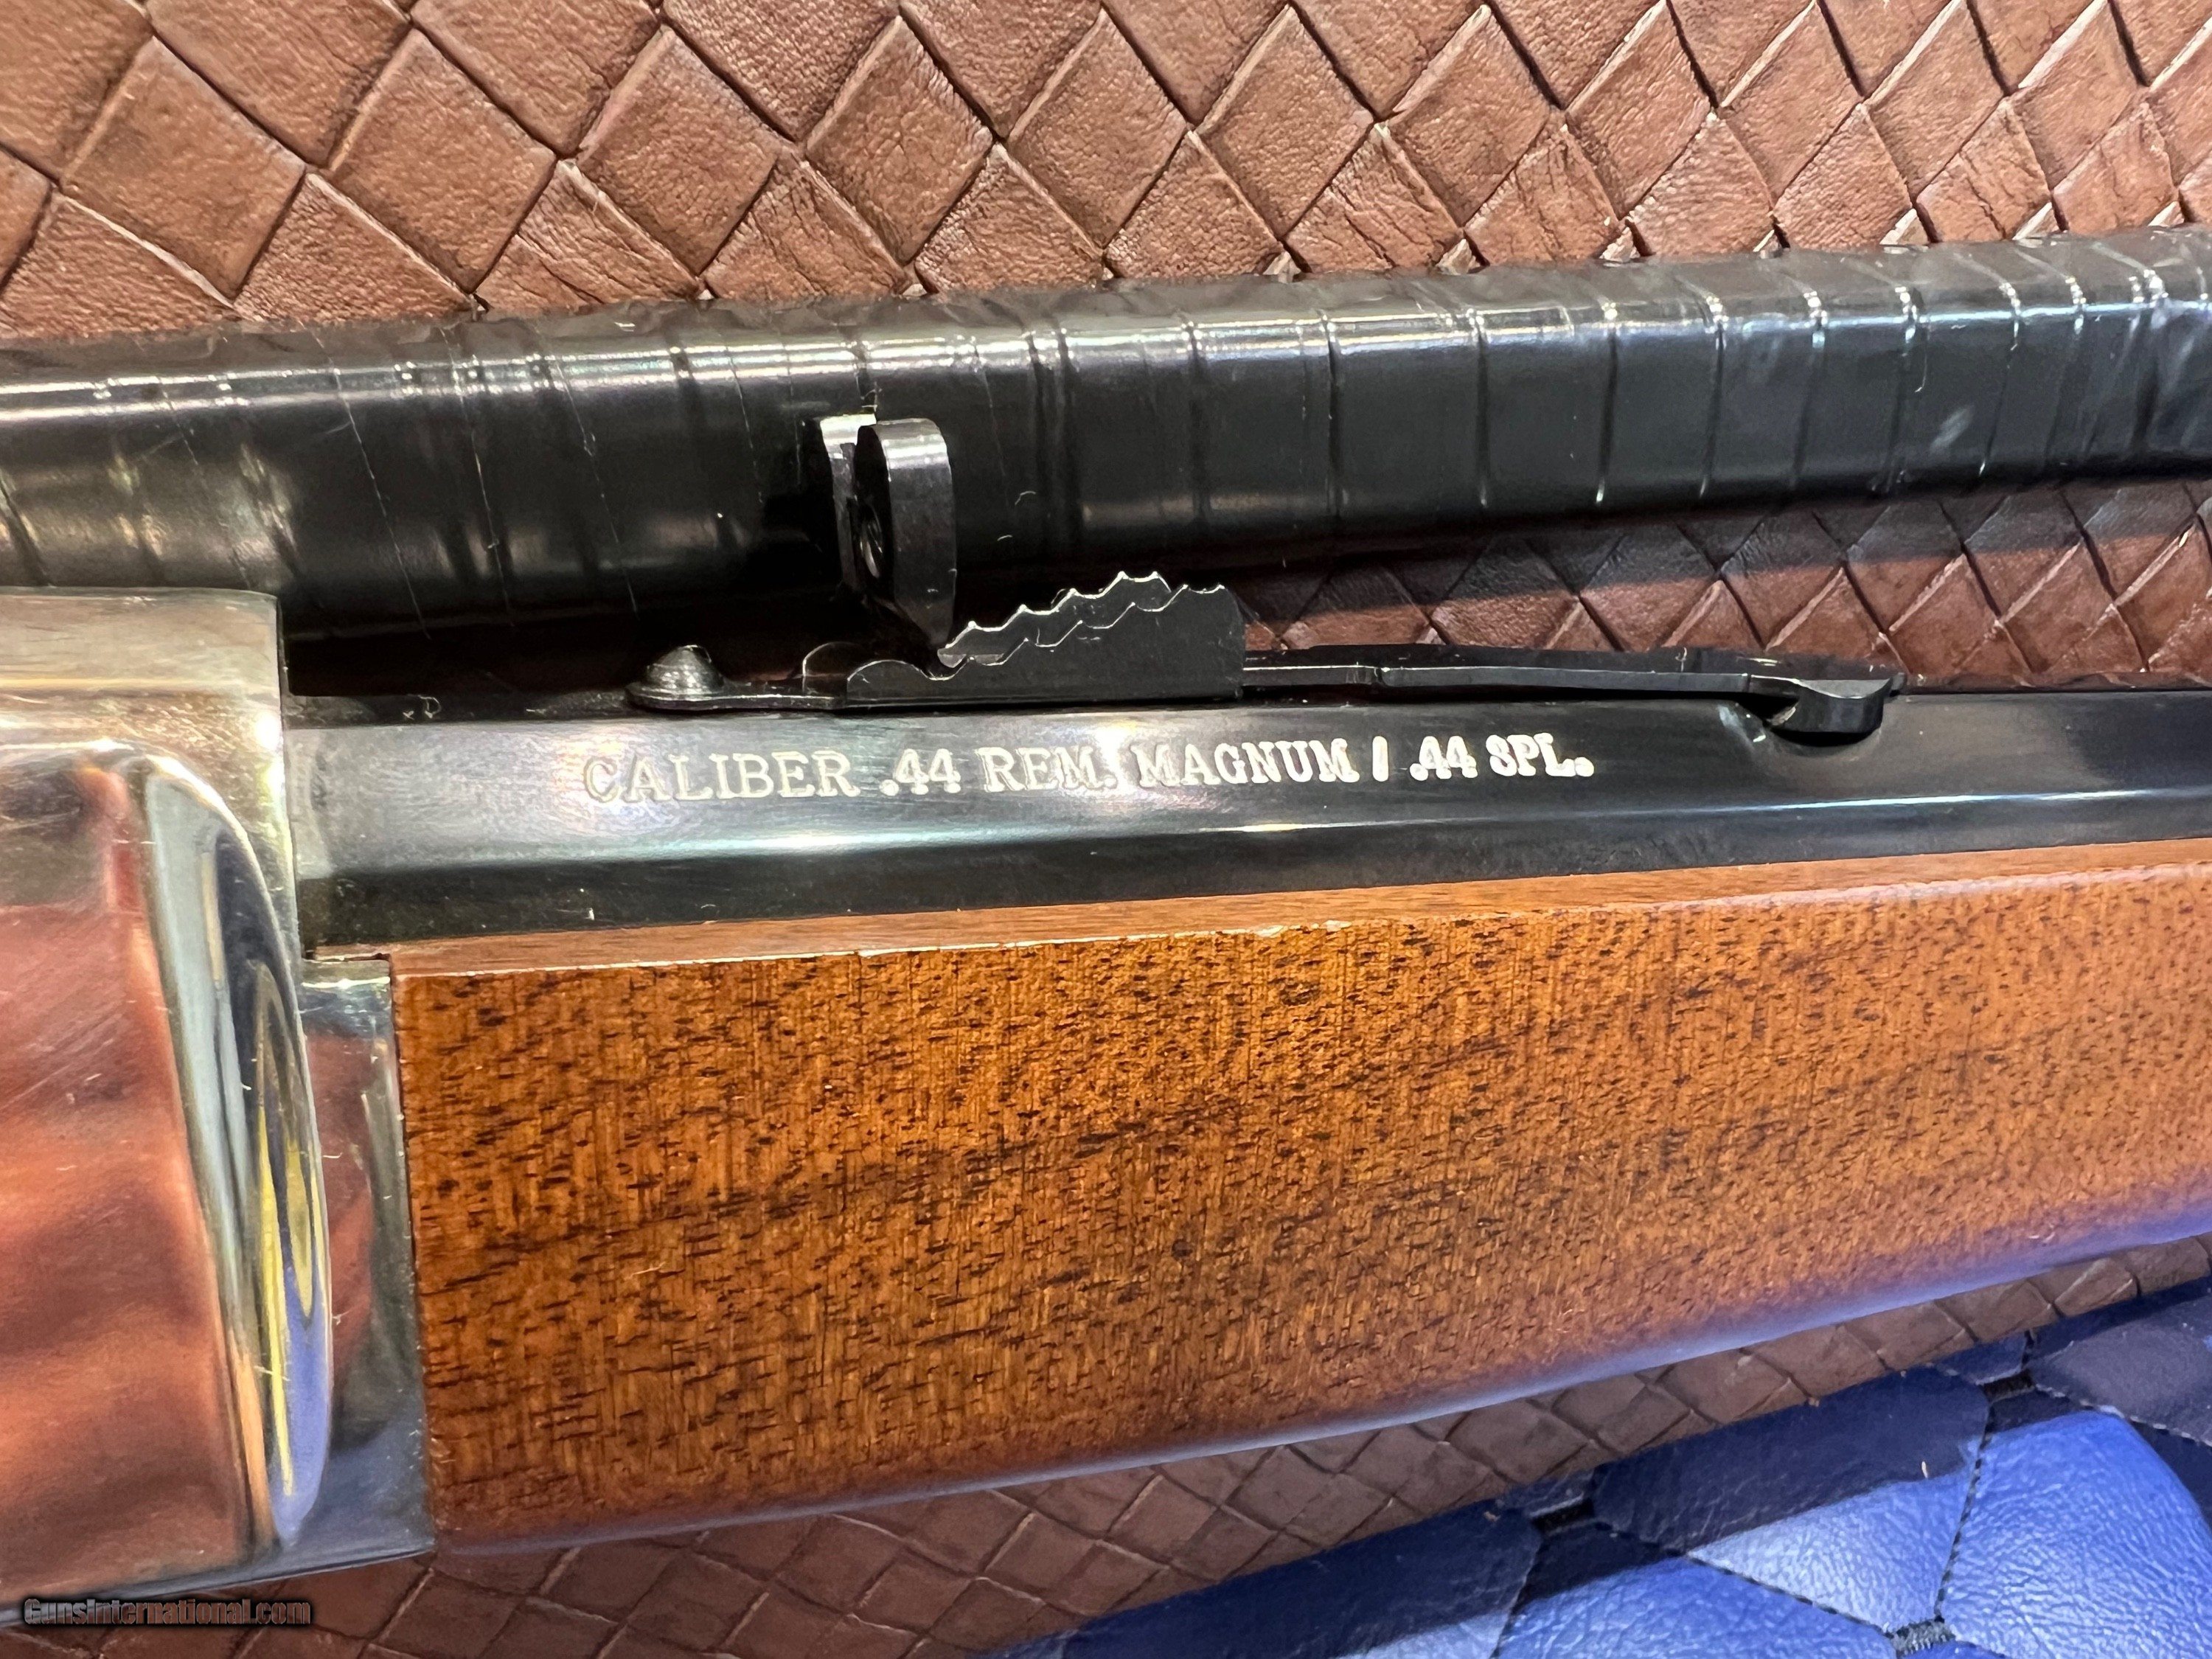 CALIBER .44 REM. MAGNUM / .44 SPL.
GunsInternational.com